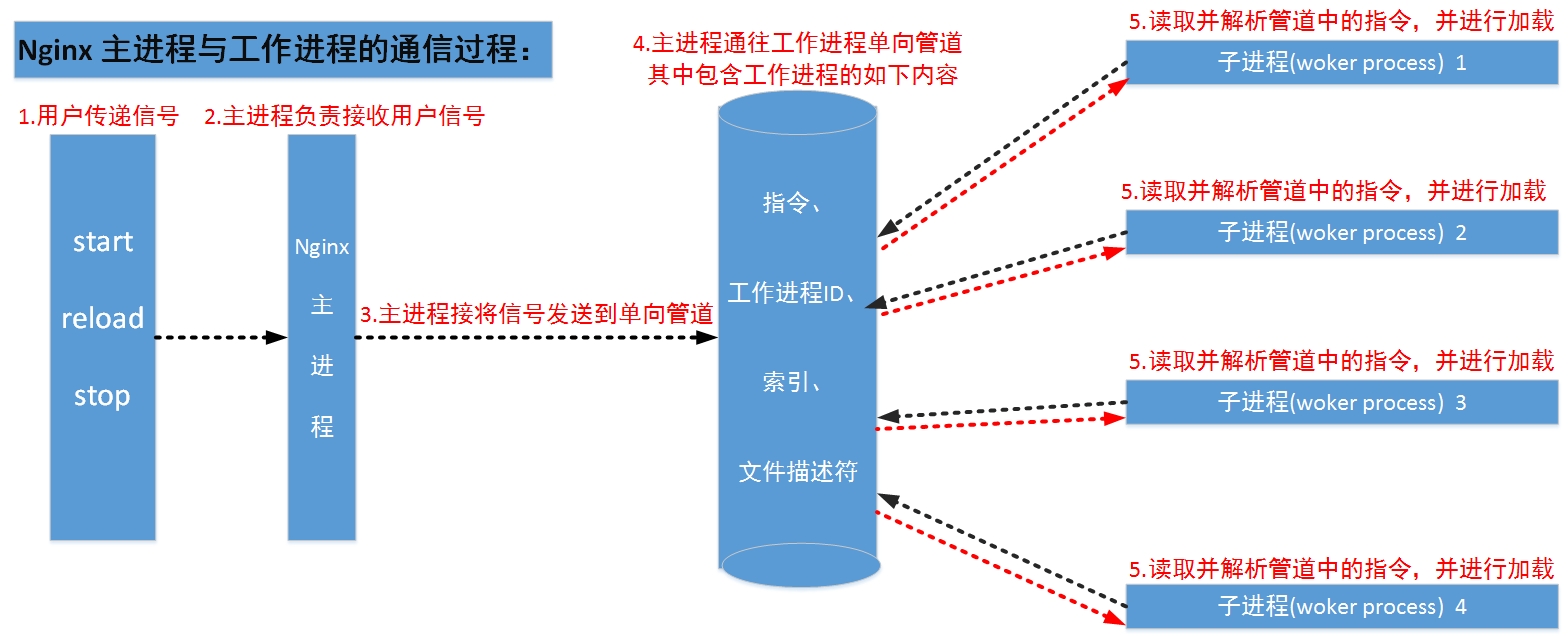 Nginx 主进程与工作进程的通信过程：
1.用户传递信号
start
reload
stop
2.主进程负责接收用户信号
Nginx
主
进
程
3.主进程接将信号发送到单向管道
4.主进程通往工作进程单向管道
其中包含工作进程的如下内容
指令、
工作进程ID、
索引、
文件描述符
5.读取并解析管道中的指令，并进行加载
子进程(woker process) 1
5.读取并解析管道中的指令，并进行加载
子进程(woker process) 2
5.读取并解析管道中的指令，并进行加载
子进程(woker process) 3
5.读取并解析管道中的指令，并进行加载
子进程(woker process) 4